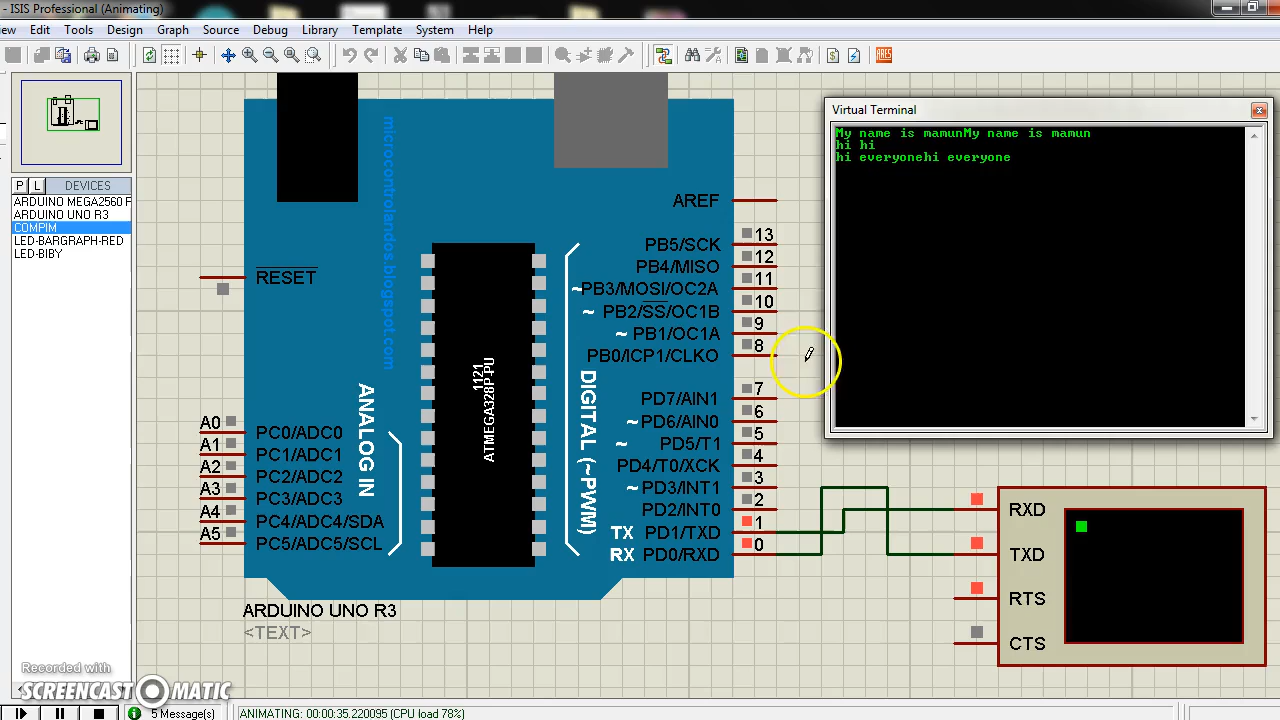 - ISIS Professional (Animating)
ew Edit Tools Design Graph Source Debug Library Template System Help
P L DEVICES
ARDUINO MEGA2560 F
ARDUINO UNO R3
COMPIM
LED-BARGRAPH-RED
LED-BIBY
microcontrolandos.blogspot.com
RESET
AREF
PB5/SCK 13
PB4/MISO 12
~PB3/MOSI/OC2A 11
~ PB2/SS/OC1B 10
~ PB1/OC1A 9
PB0/ICP1/CLKO 8
PD7/AIN1 7
~ PD6/AIN0 6
~ PD5/T1 5
PD4/T0/XCK 4
~ PD3/INT1 3
PD2/INT0 2
TX PD1/TXD 1
RX PD0/RXD 0
DIGITAL (~PWM)
1121
ATMEGA328P-PU
ANALOG IN
A0 PC0/ADC0
A1 PC1/ADC1
A2 PC2/ADC2
A3 PC3/ADC3
A4 PC4/ADC4/SDA
A5 PC5/ADC5/SCL
ARDUINO UNO R3
<TEXT>
Virtual Terminal
My name is mamunMy name is mamun
hi hi
hi everyonehi everyone
RXD
TXD
RTS
CTS
Recorded with
SCREENCAST MATIC
5 Message(s) ANIMATING: 00:00:35.220095 (CPU load 78%)
ARES